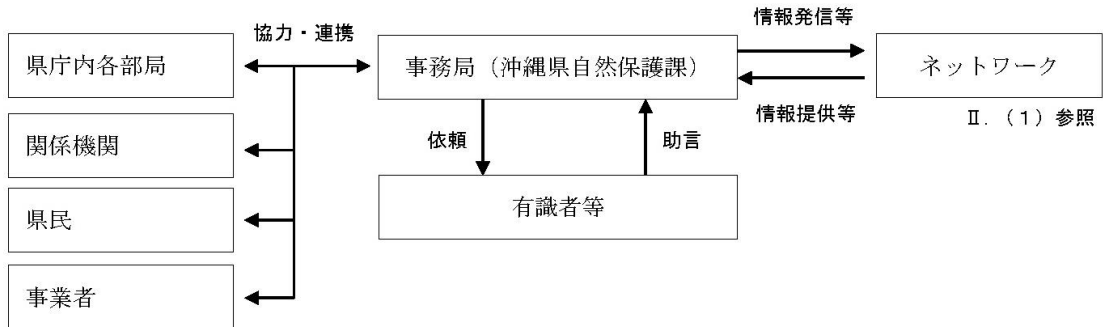 情報発信等
協力・連携
県庁内各部局
事務局（沖縄県自然保護課）
ネットワーク
情報提供等
Ⅱ．（1）参照
関係機関
依頼
助言
県民
有識者等
事業者